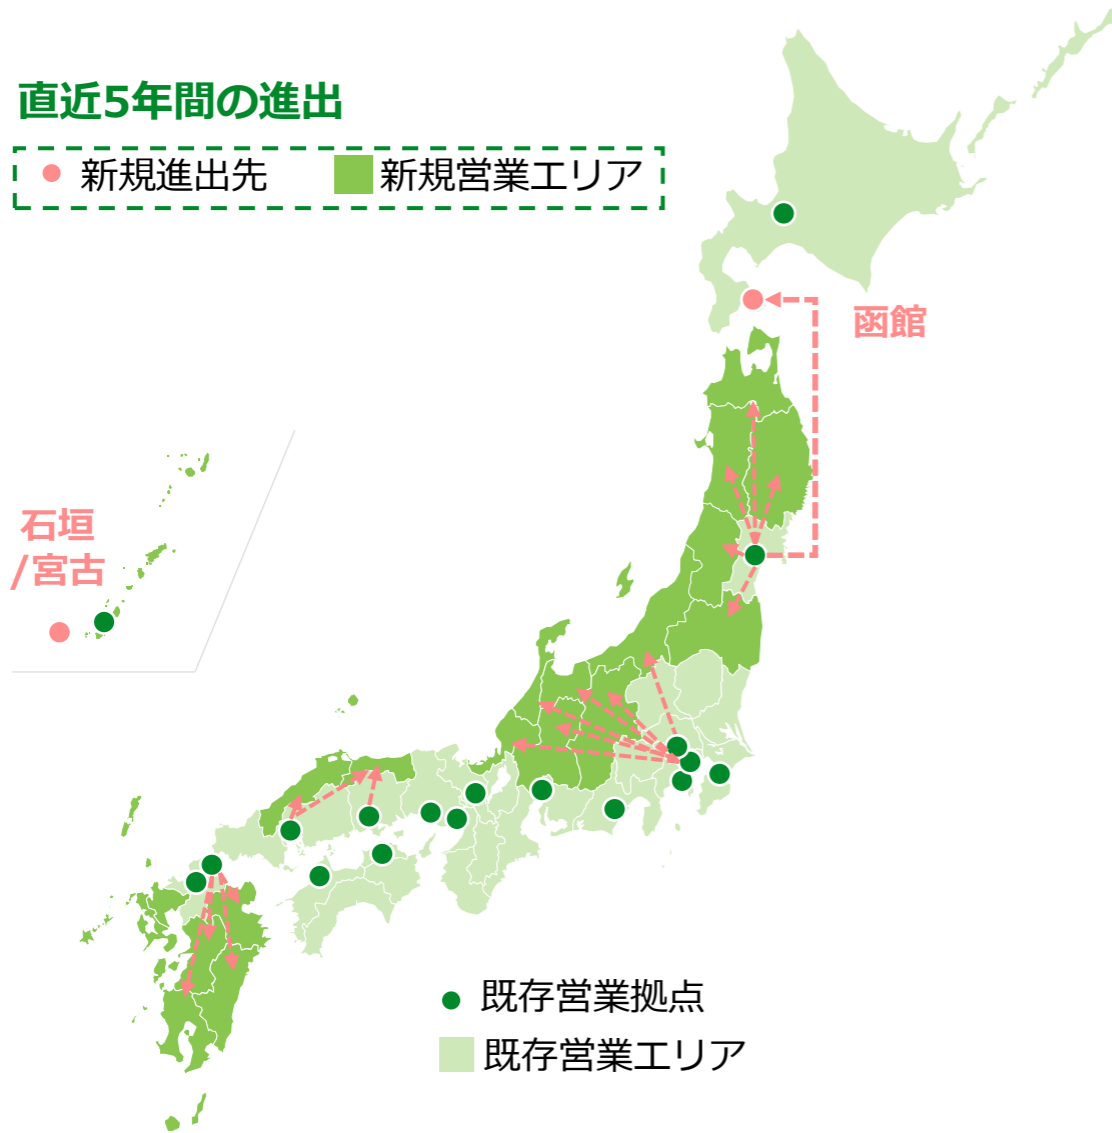 直近5年間の進出
新規進出先
新規営業エリア
函館
石垣
/宮古
既存営業拠点
既存営業エリア